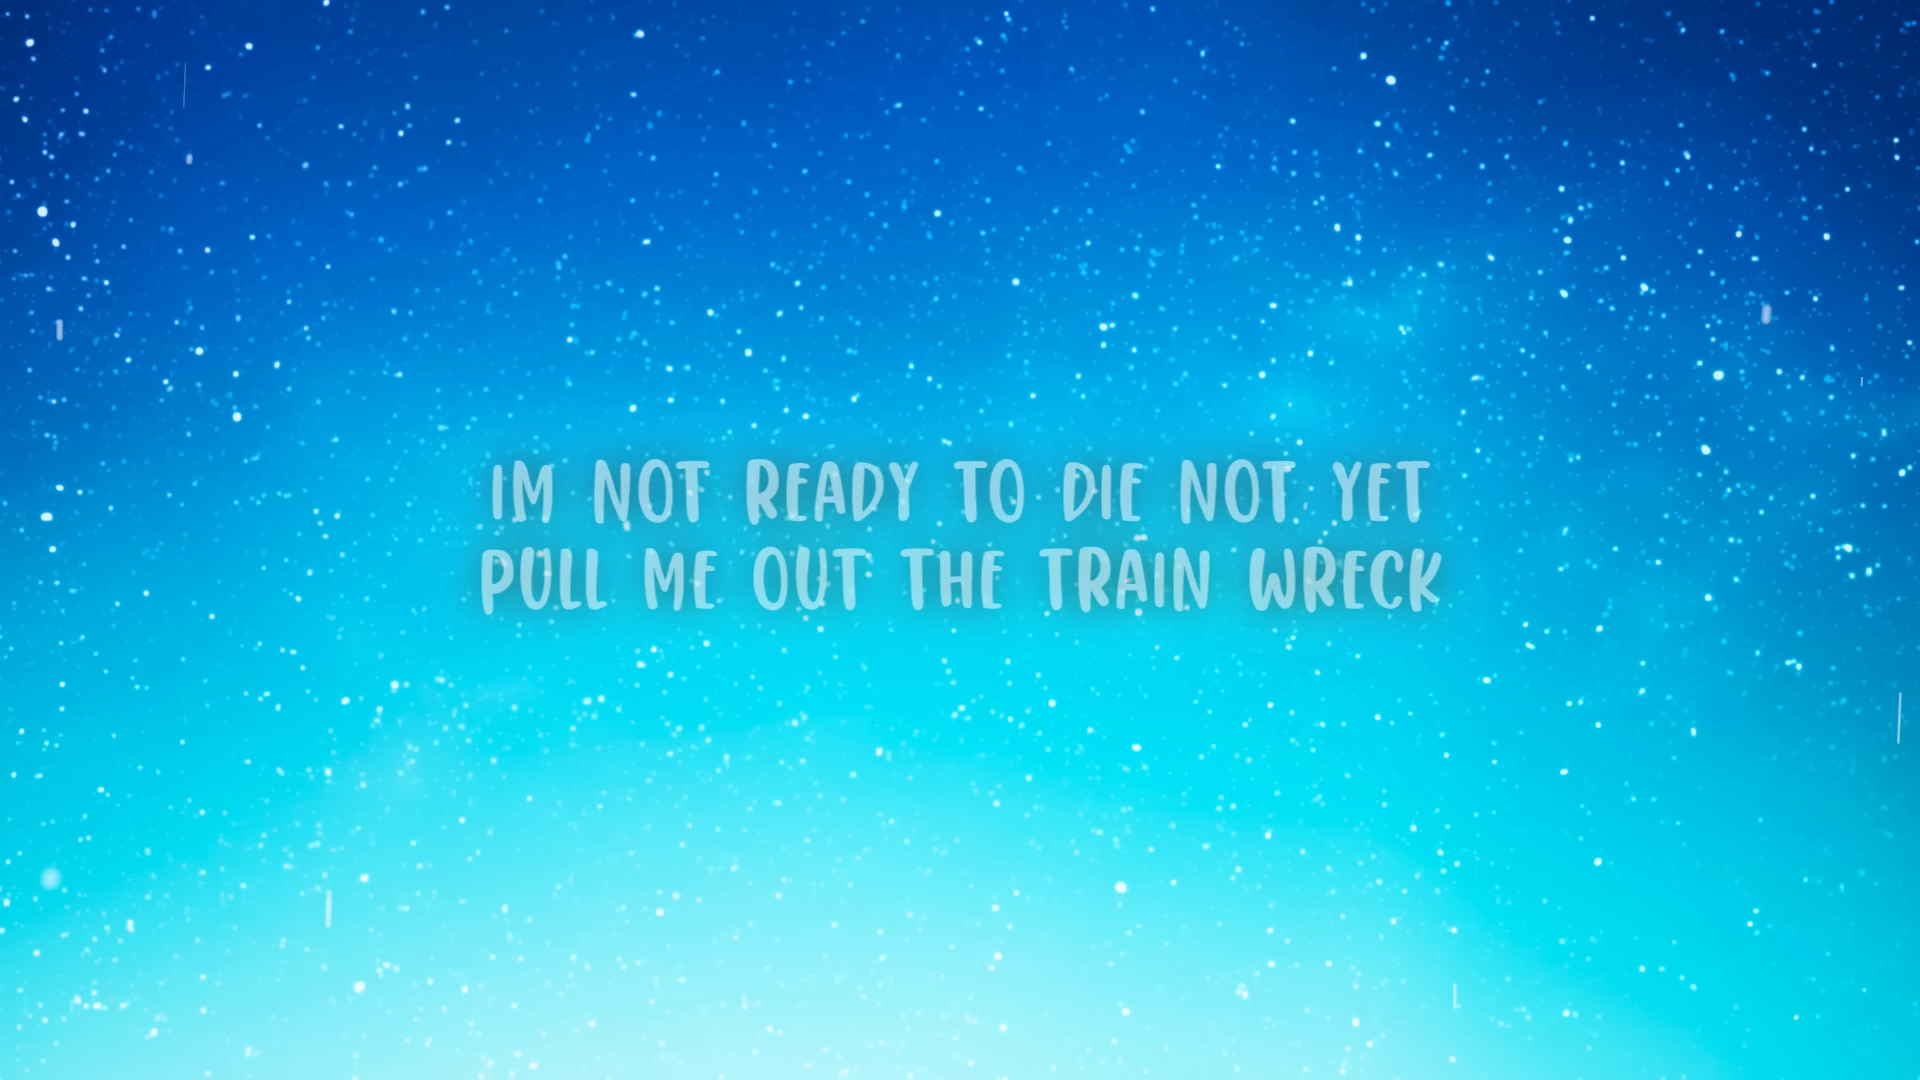 IM NOT READY TO DIE NOT YET
PULL ME OUT THE TRAIN WRECK